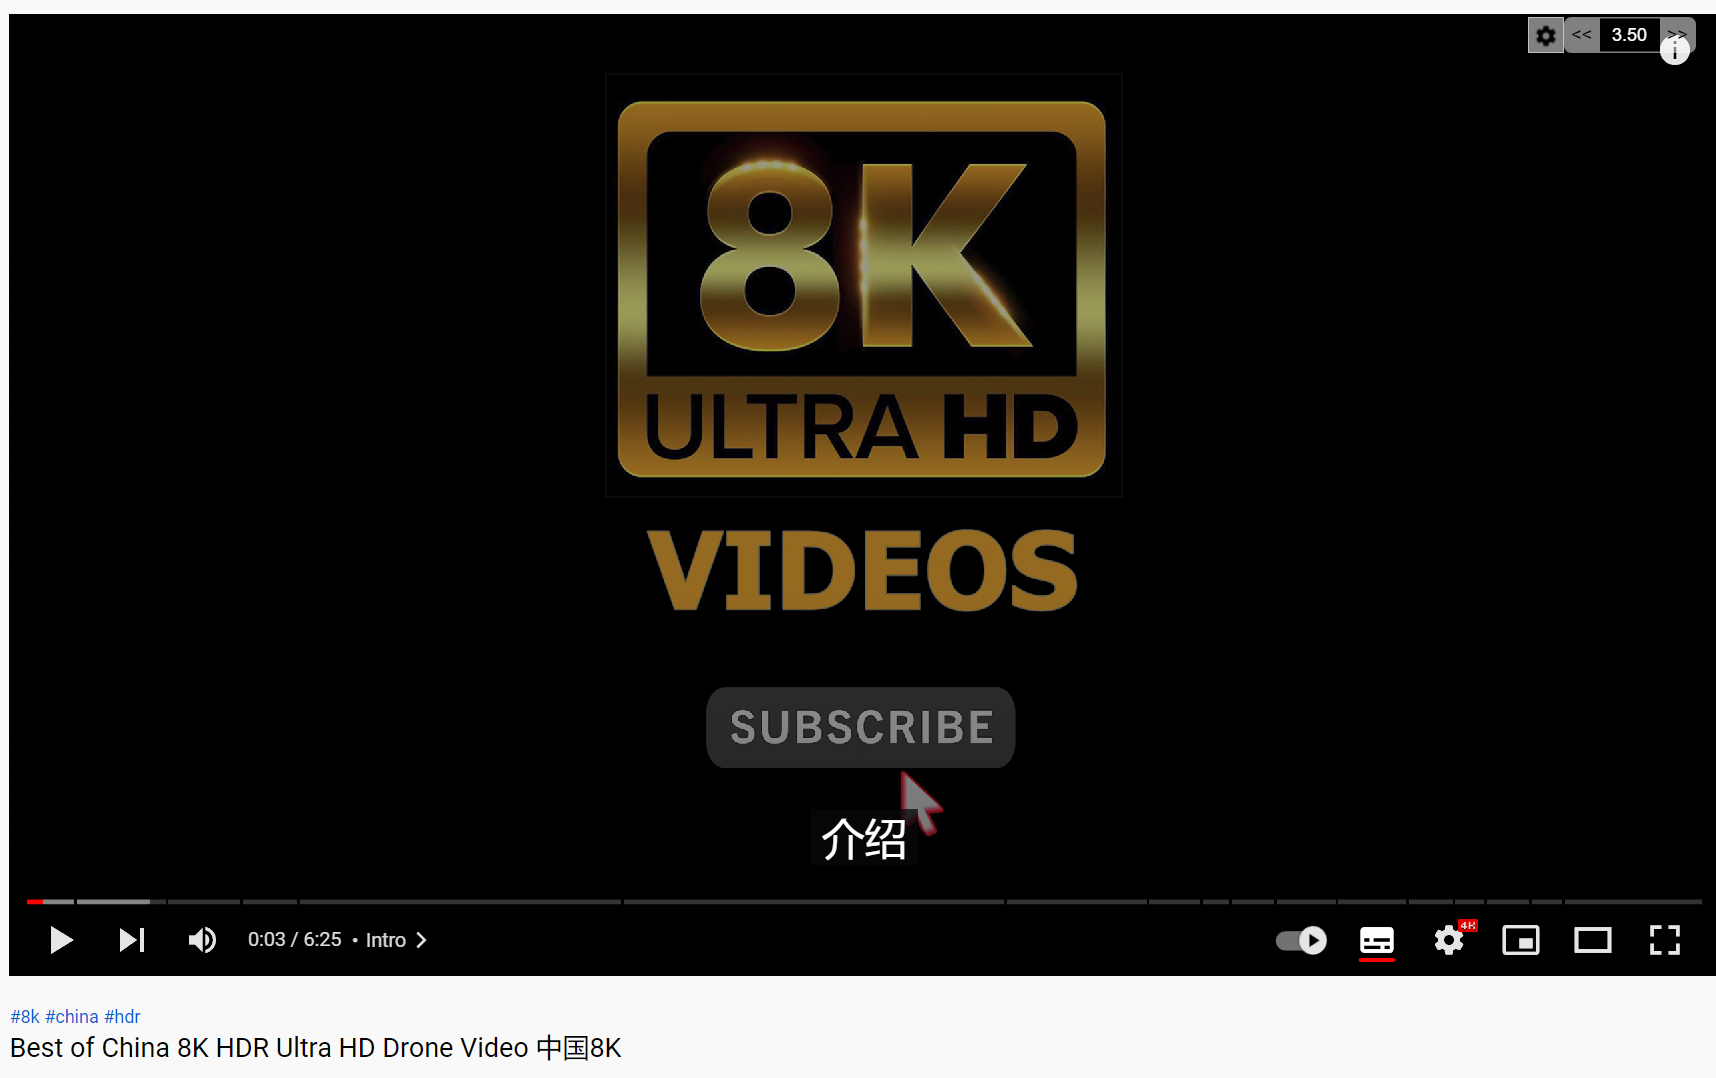 << 3.50 >>
8K
ULTRA HD
VIDEOS
SUBSCRIBE
介绍
0:03 / 6:25 • Intro
4K
#8k #china #hdr
Best of China 8K HDR Ultra HD Drone Video 中国8K